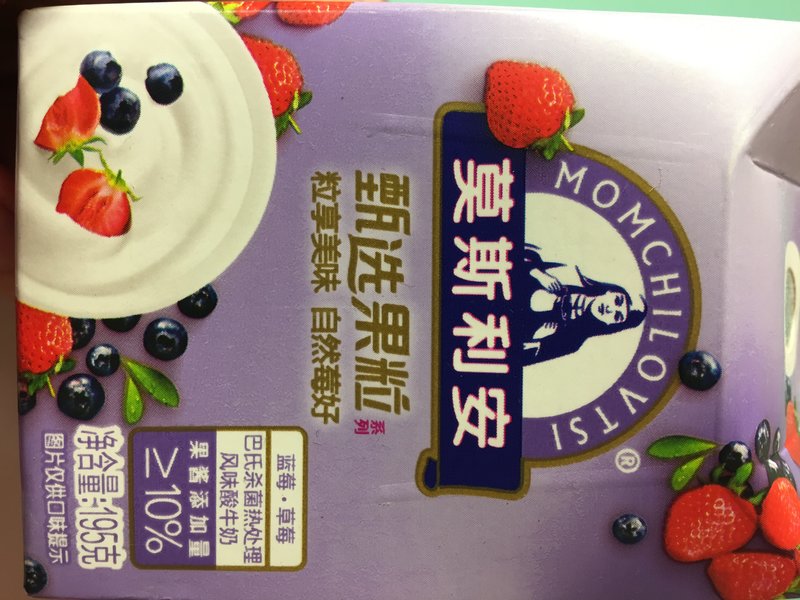 MOMCHILOVTSI
®
莫斯利安
甄选果粒
系列
粒享美味 自然莓好
蓝莓·草莓
巴氏杀菌热处理
风味酸牛奶
果酱添加量
≥10%
净含量:195克
图片仅供口味提示